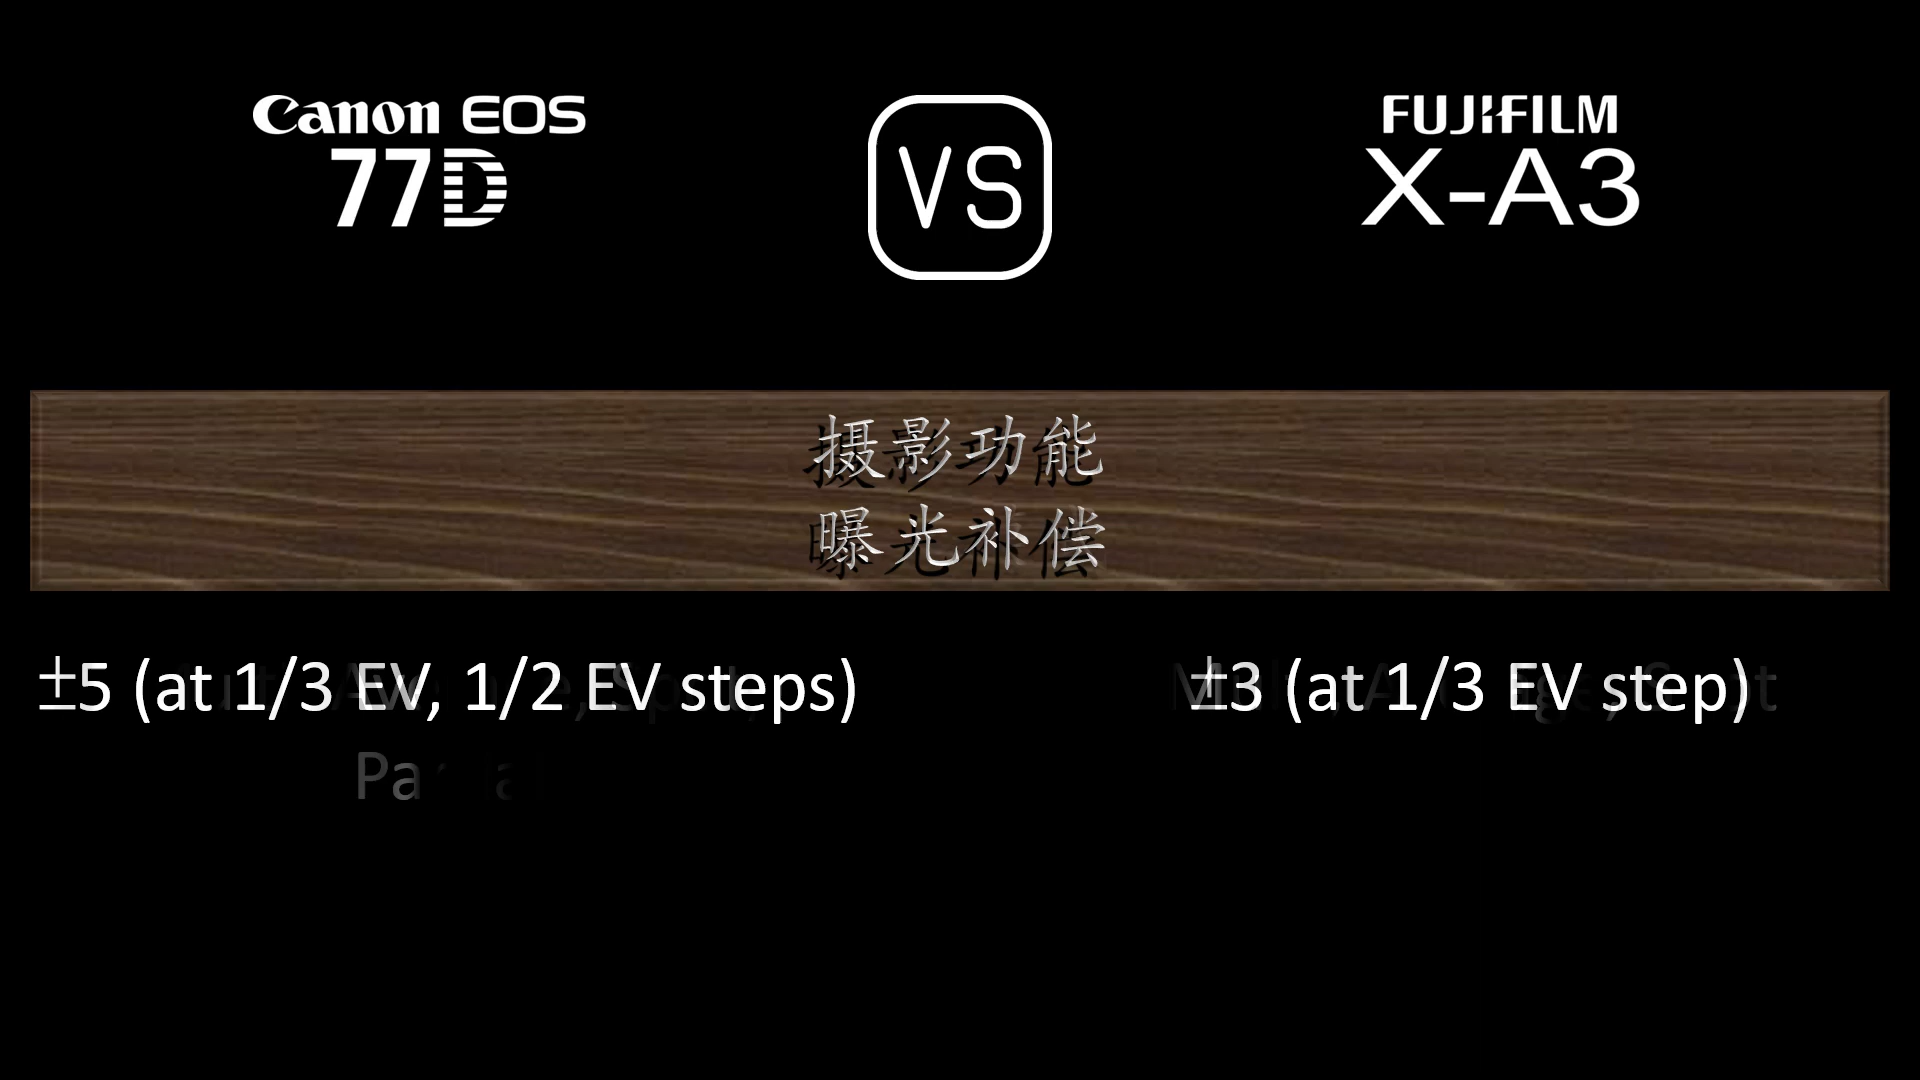 Canon EOS
77D
VS
FUJIFILM
X-A3
摄影功能
曝光补偿
±5 (at 1/3 EV, 1/2 EV steps)
±3 (at 1/3 EV step)